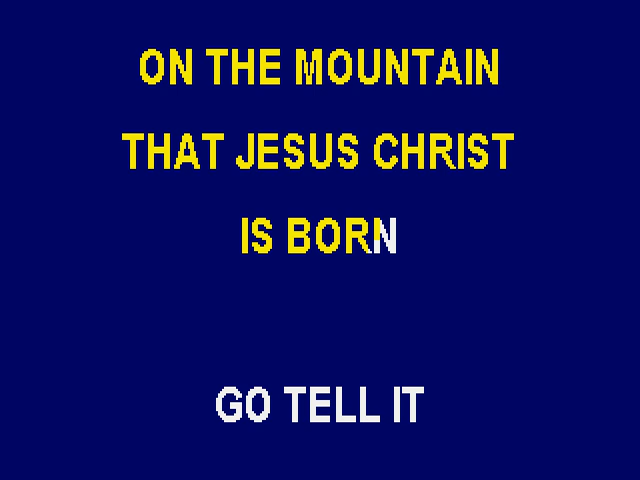 ON THE MOUNTAIN
THAT JESUS CHRIST
IS BORN
GO TELL IT